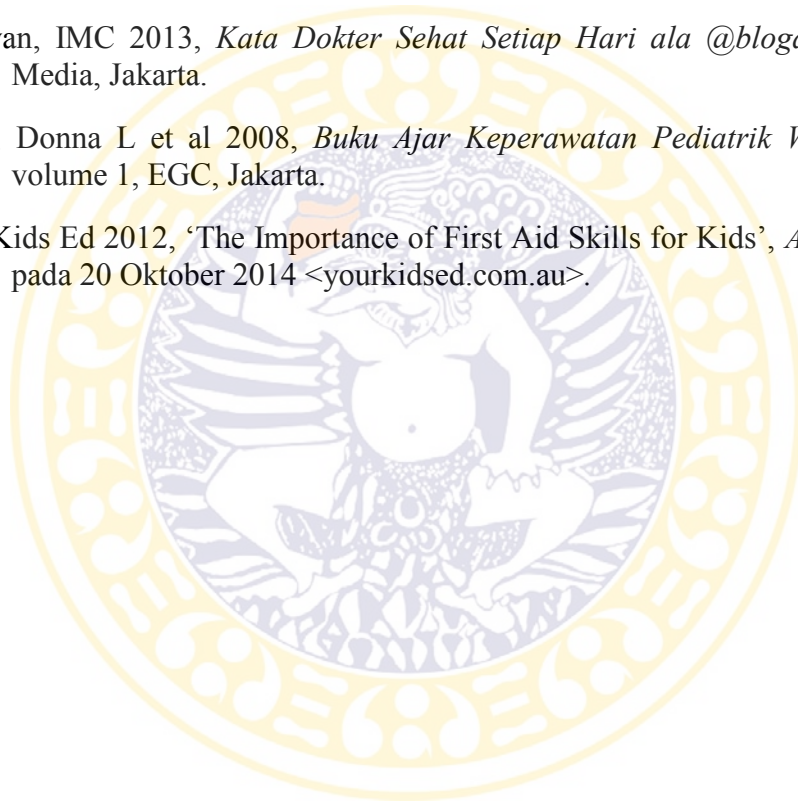 van, IMC 2013, Kata Dokter Sehat Setiap Hari ala
Media, Jakarta.
Donna L et al 2008, Buku Ajar Keperawatan Pediatrik
volume 1, EGC, Jakarta.
Kids Ed 2012, ‘The Importance of First Aid Skills for Kids’,
pada 20 Oktober 2014 <yourkidsed.com.au>.